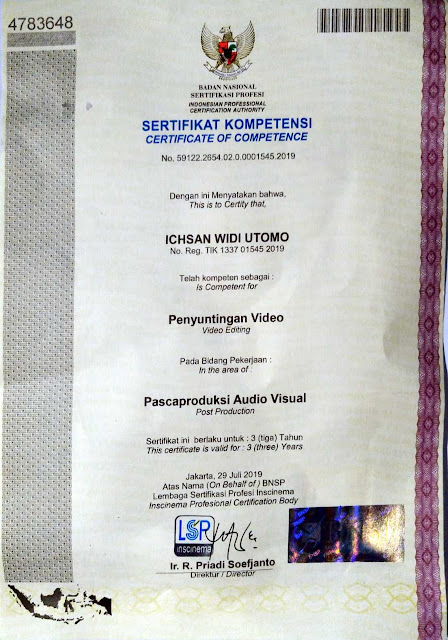 4783648
BADAN NASIONAL
SERTIFIKASI PROFESI
INDONESIAN PROFESSIONAL
CERTIFICATION AUTHORITY
SERTIFIKAT KOMPETENSI
CERTIFICATE OF COMPETENCE
No. 59122.2654.02.0.0001545.2019
Dengan ini Menyatakan bahwa,
This is to Certify that,
ICHSAN WIDI UTOMO
No. Reg. TIK 1337 01545 2019
Telah kompeten sebagai :
Is Competent for
Penyuntingan Video
Video Editing
Pada Bidang Pekerjaan :
In the area of :
Pascaproduksi Audio Visual
Post Production
Sertifikat ini berlaku untuk : 3 (tiga) Tahun
This certificate is valid for : 3 (three) Years
Jakarta, 29 Juli 2019
Atas Nama (On Behalf of ) BNSP
Lembaga Sertifikasi Profesi Inscinema
Inscinema Profesional Certification Body
LSP
inscinema
Ir. R. Priadi Soefjanto
Direktur / Director